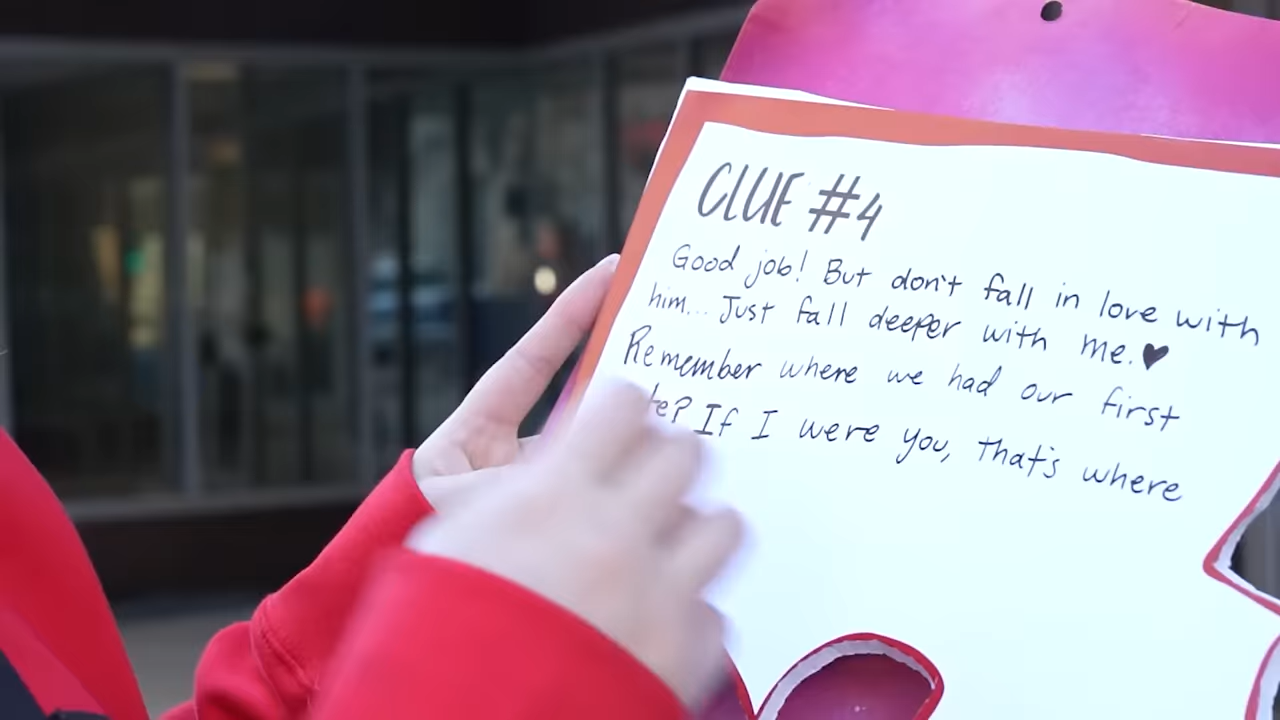 CLUE #4
Good job! But don't fall in love with
him... Just fall deeper with me.♥
Remember where we had our first
te? If I were you, that's where